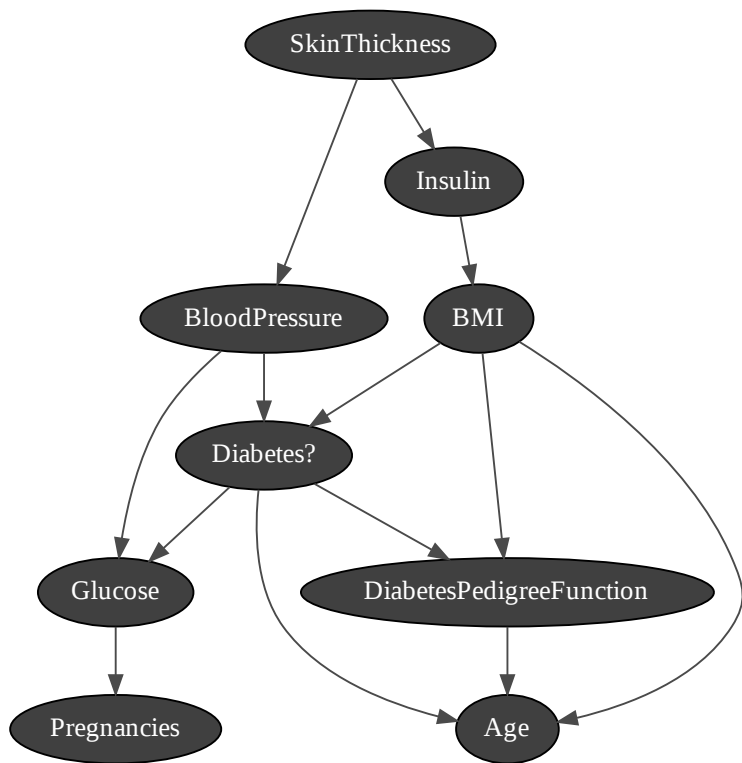 SkinThickness
Insulin
BloodPressure
BMI
Diabetes?
Glucose
DiabetesPedigreeFunction
Pregnancies
Age